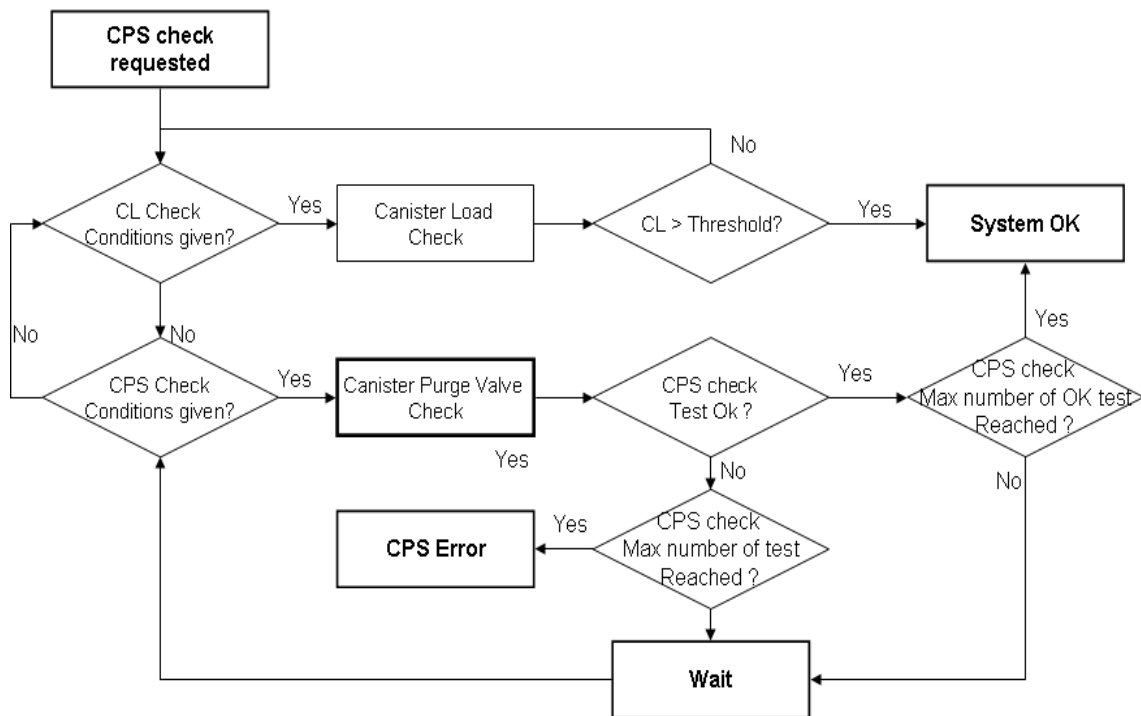 CPS check
requested
No
CL Check
Conditions given?
Yes
Canister Load
Check
CL > Threshold?
Yes
System OK
No
No
Yes
CPS Check
Conditions given?
Yes
Canister Purge Valve
Check
CPS check
Test Ok ?
Yes
CPS check
Max number of OK test
Reached ?
Yes
No
No
CPS Error
Yes
CPS check
Max number of test
Reached ?
Wait